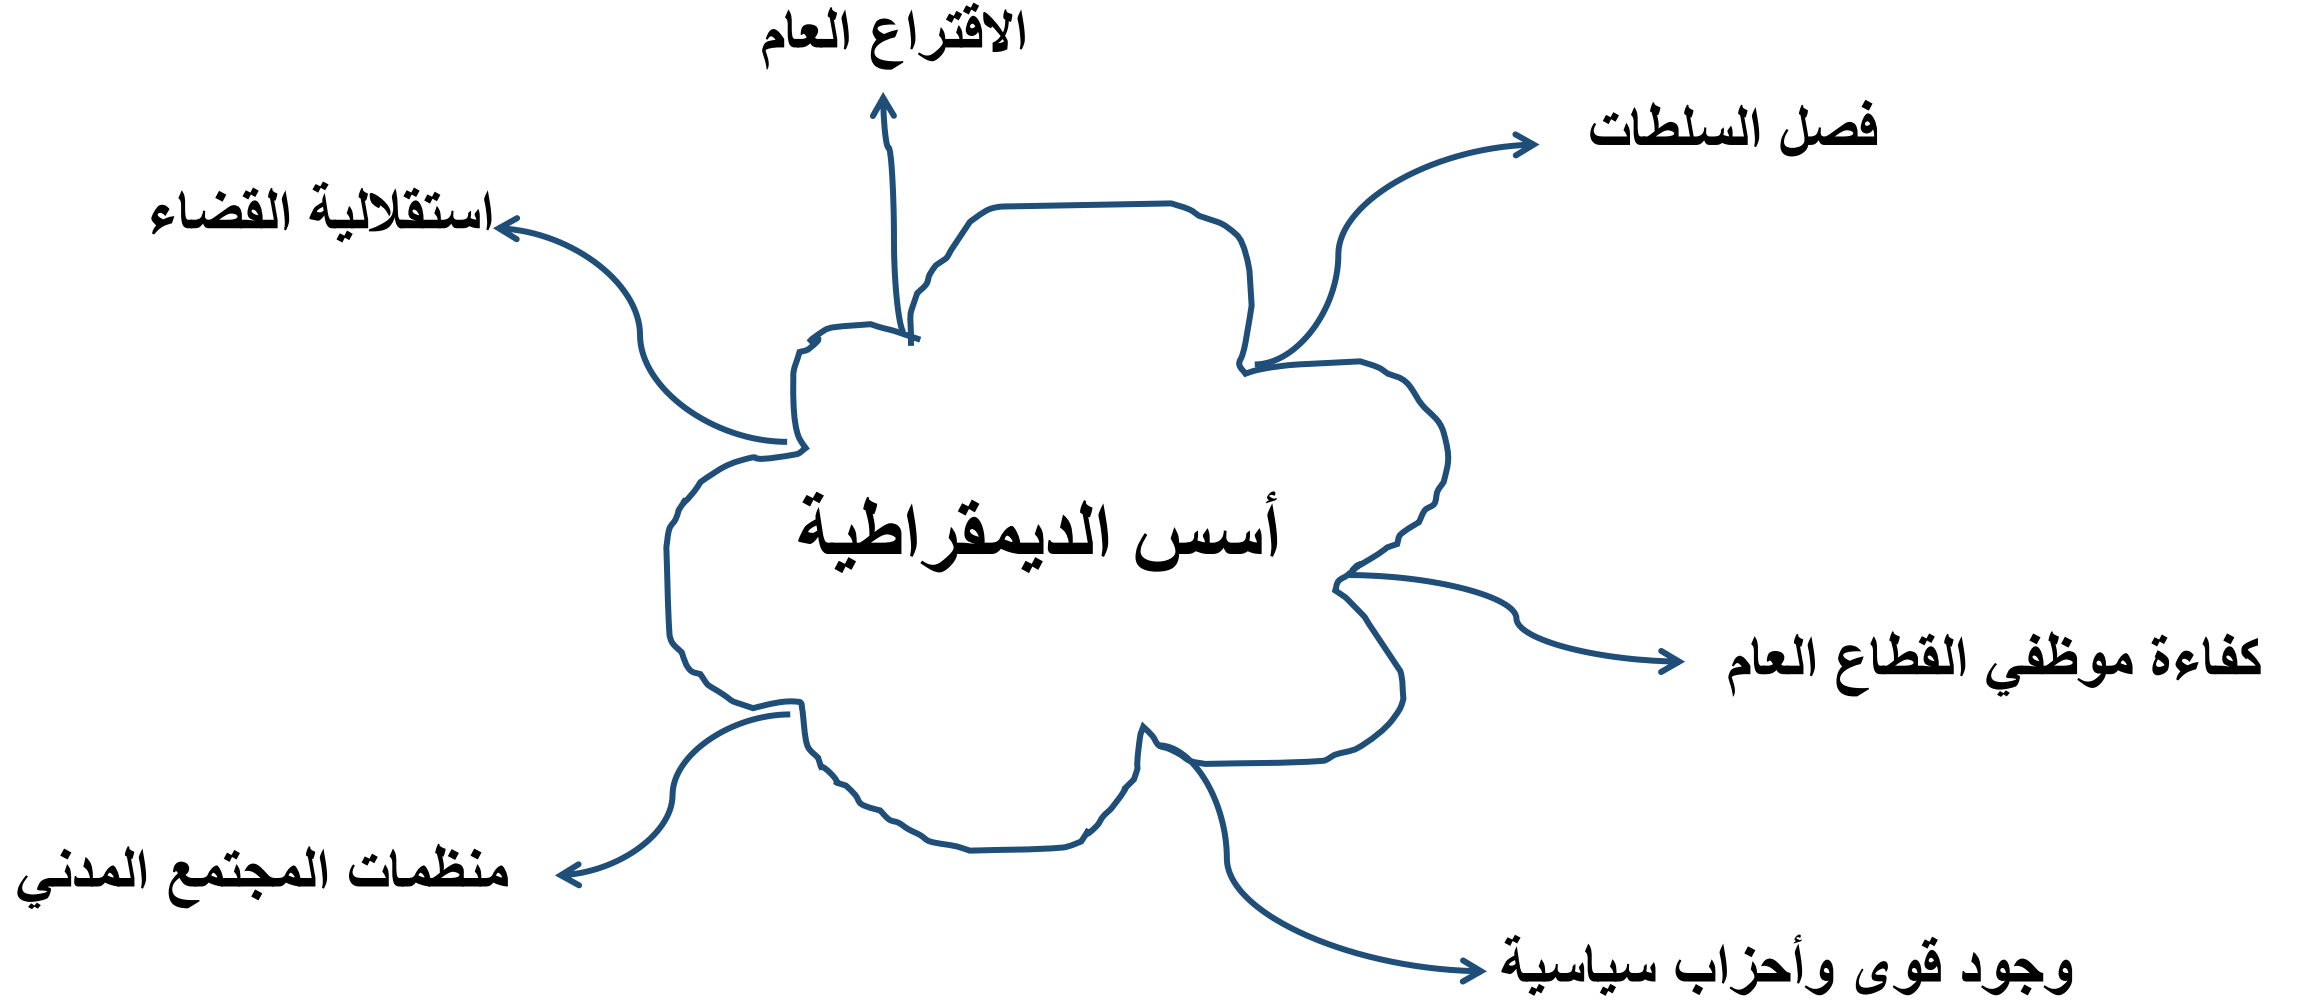 الاقتراع العام
فصل السلطات
استقلالية القضاء
أسس الديمقراطية
كفاءة موظفي القطاع العام
منظمات المجتمع المدني
وجود قوى وأحزاب سياسية